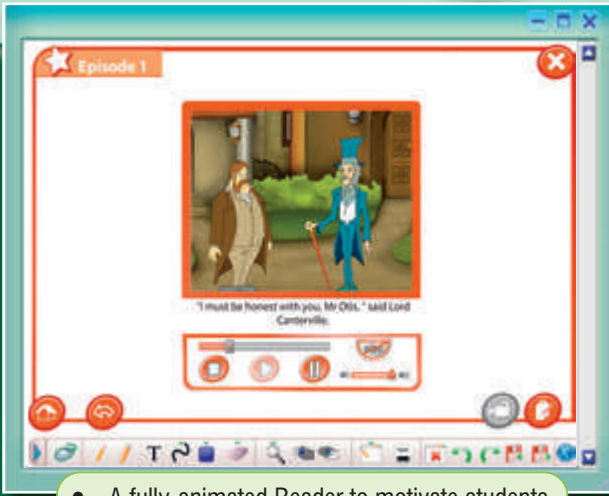 Episode 1
"I must be honest with you, Mr Otis, " said Lord
Canterville.
T
• A fully-animated Reader to motivate students